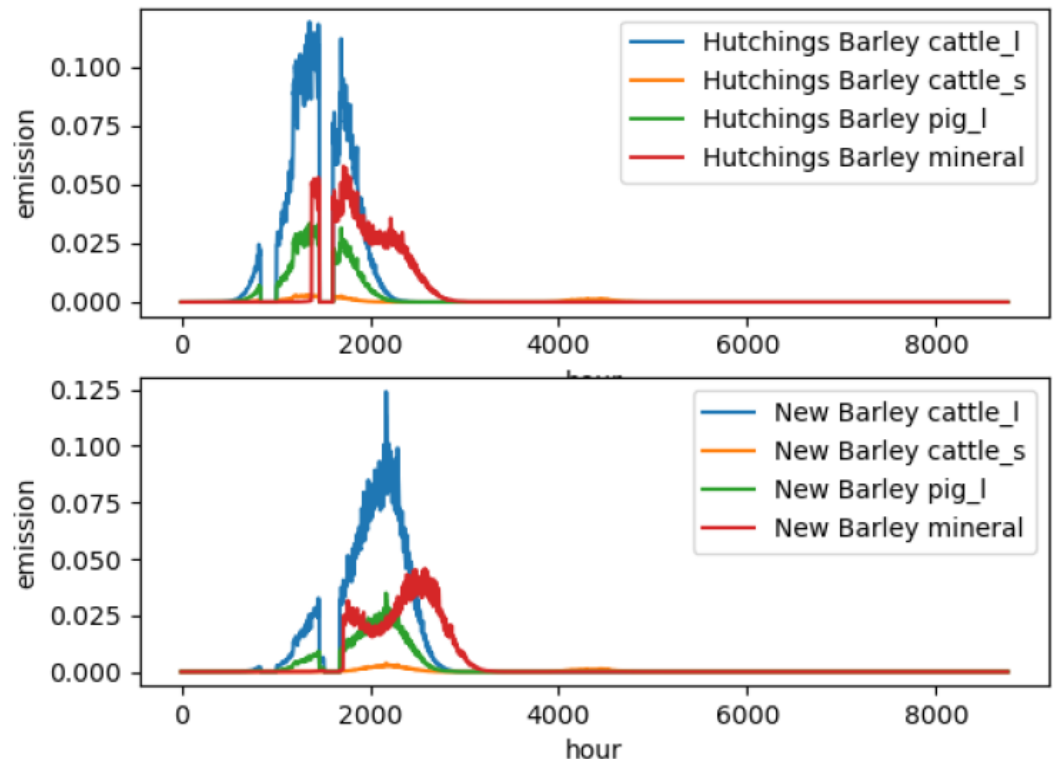 0.100
0.075
0.050
0.025
0.000
emission
Hutchings Barley cattle_l
Hutchings Barley cattle_s
Hutchings Barley pig_l
Hutchings Barley mineral
0 2000 4000 6000 8000
hour
0.125
0.100
0.075
0.050
0.025
0.000
emission
New Barley cattle_l
New Barley cattle_s
New Barley pig_l
New Barley mineral
0 2000 4000 6000 8000
hour